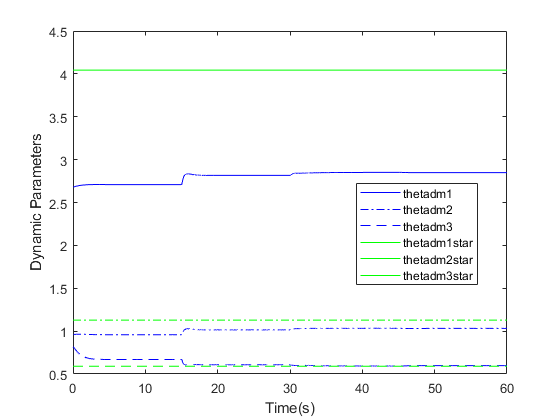 4.5
4
3.5
3
2.5
2
1.5
1
0.5
Dynamic Parameters
thetadm1
thetadm2
thetadm3
thetadm1star
thetadm2star
thetadm3star
0 10 20 30 40 50 60
Time(s)